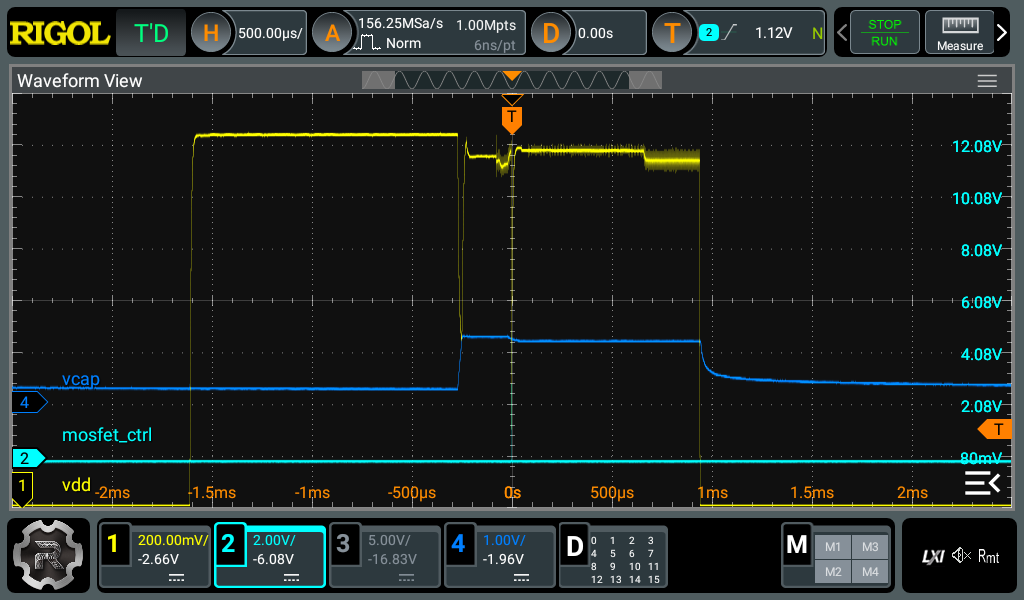 RIGOL T'D H 500.00µs/ A 156.25MSa/s 1.00Mpts D 0.00s T 2 1.12V N STOP
Norm 6ns/pt RUN Measure
Waveform View
T
12.08V
10.08V
8.08V
6.08V
4.08V
vcap
4 2.08V
T
mosfet_ctrl
2 80mV
1 vdd -2ms -1.5ms -1ms -500µs 0s 500µs 1ms 1.5ms 2ms
1 200.00mV/ 2 2.00V/ 3 5.00V/ 4 1.00V/ D 0 1 2 3 M M1 M3
-2.66V -6.08V -16.83V -1.96V 4 5 6 7
8 9 10 11 M2 M4
12 13 14 15
R LXI Rmt